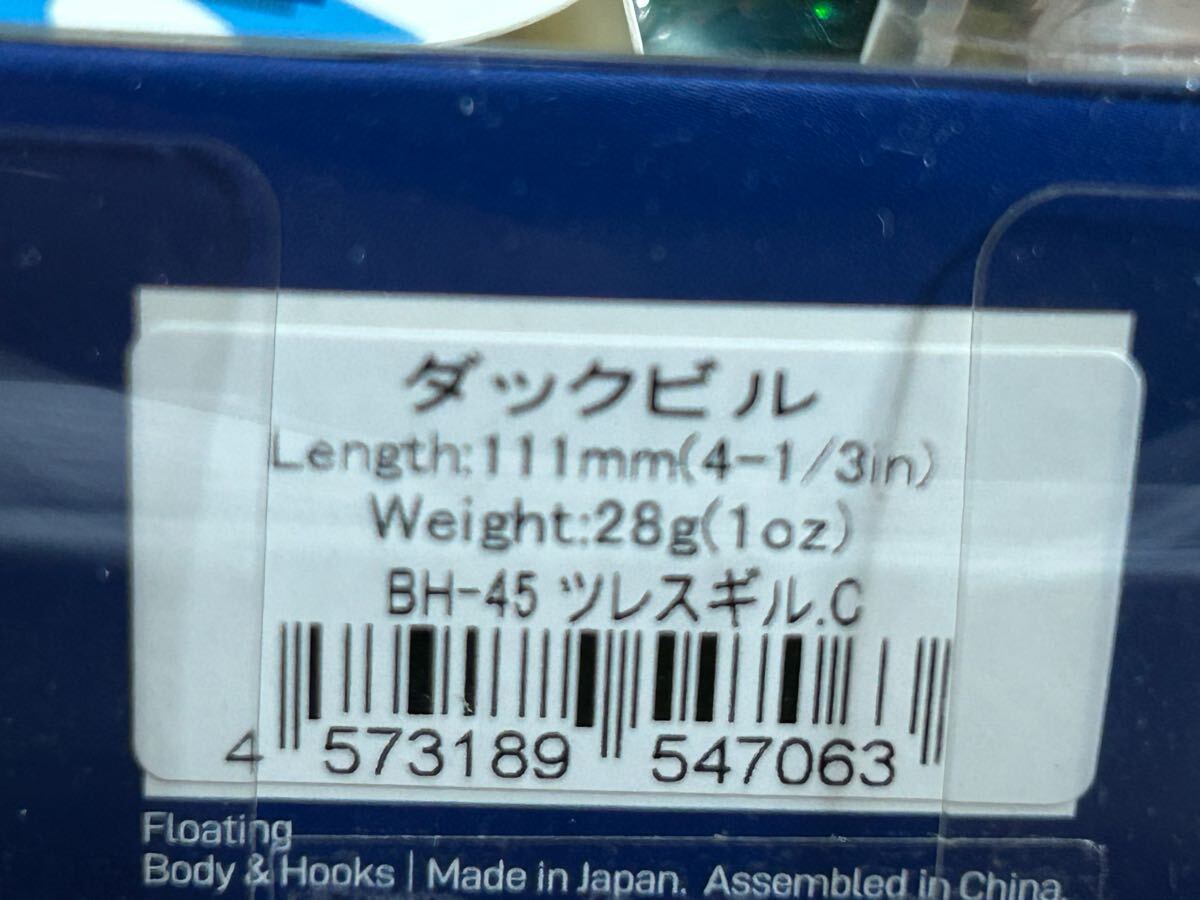 ダックビル
Length:111mm(4-1/3in)
Weight:28g(1oz)
BH-45 ツレスギル.C
4 573189 547063
Floating
Body & Hooks | Made in Japan. Assembled in China.